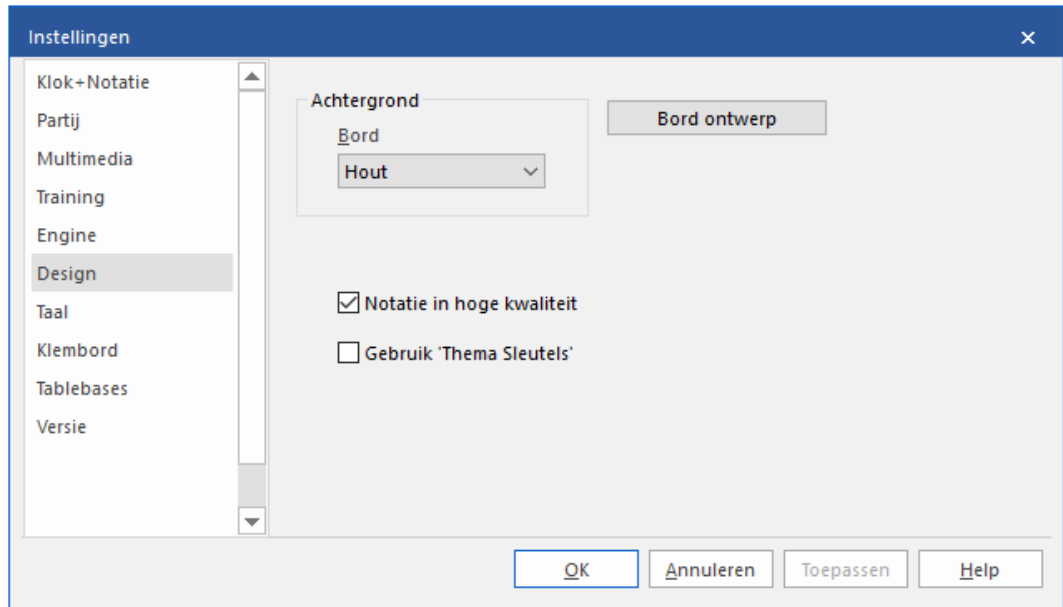 Instellingen
Klok+Notatie
Partij
Multimedia
Training
Engine
Design
Taal
Klembord
Tablebases
Versie
Achtergrond
Bord
Hout
Bord ontwerp
Notatie in hoge kwaliteit
Gebruik 'Thema Sleutels'
OK
Annuleren
Toepassen
Help